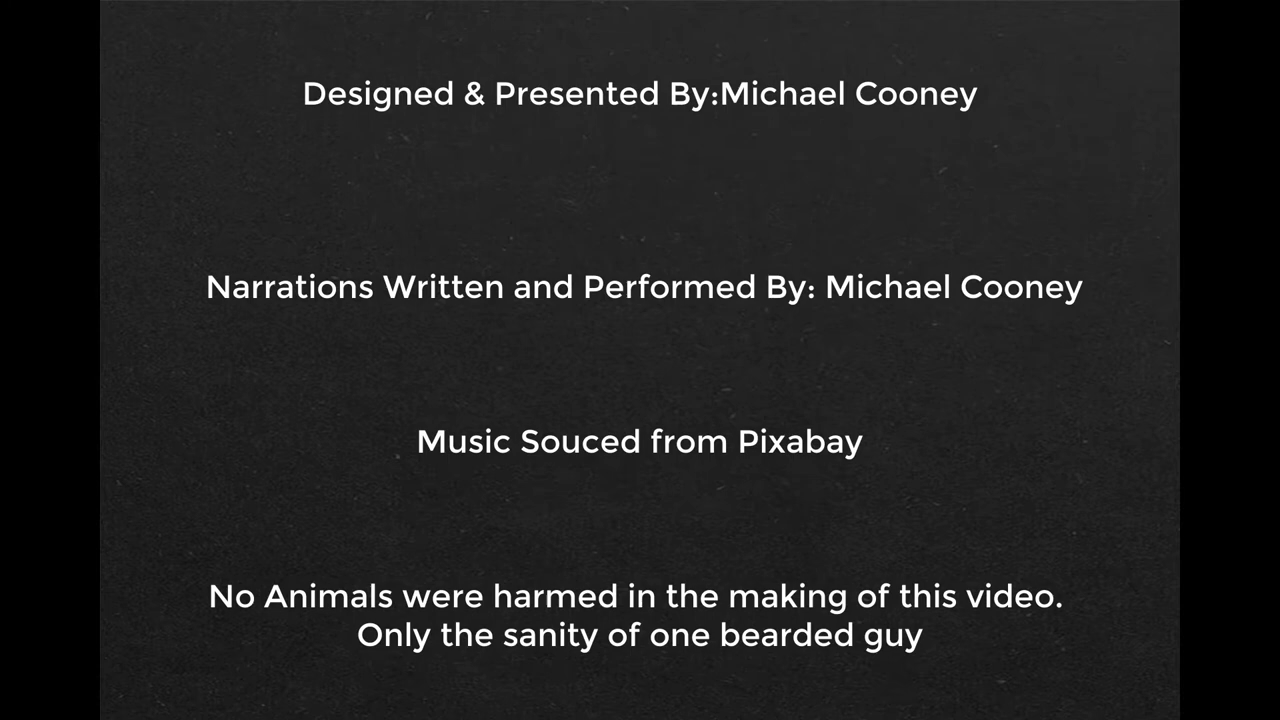 Designed & Presented By:Michael Cooney
Narrations Written and Performed By: Michael Cooney
Music Souced from Pixabay
No Animals were harmed in the making of this video.
Only the sanity of one bearded guy